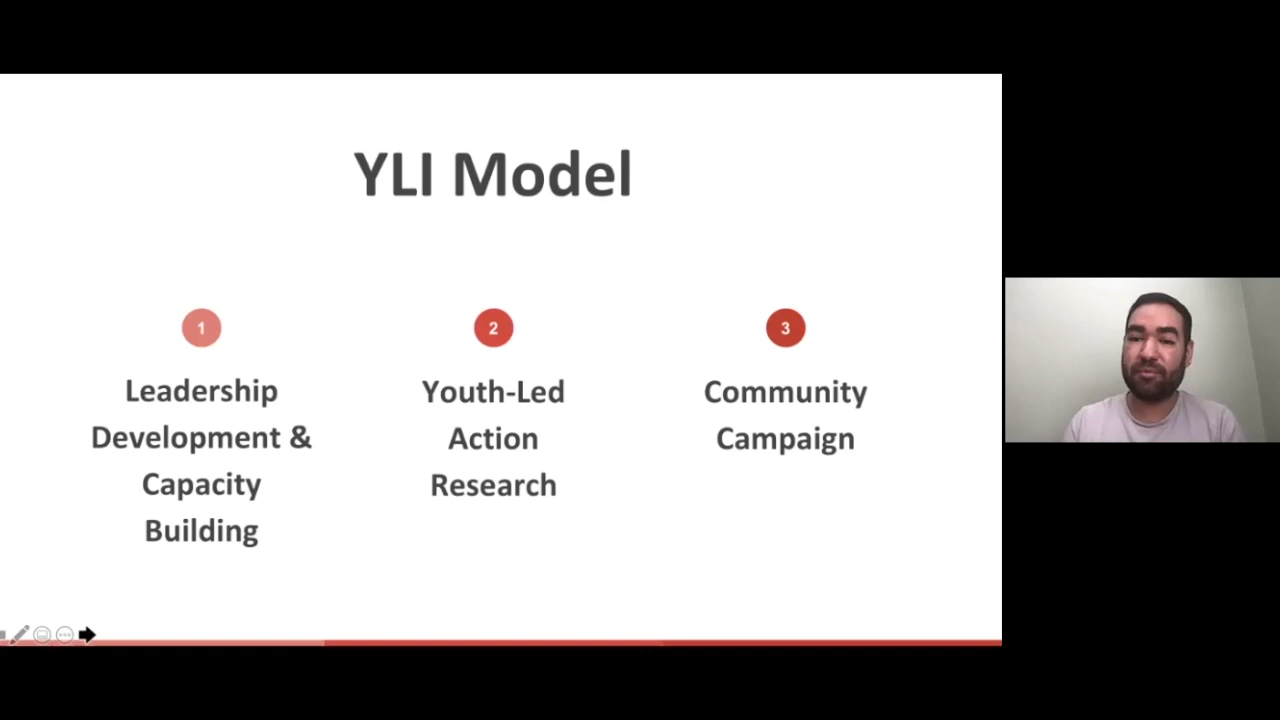 YLI Model
1
Leadership
Development &
Capacity
Building
2
Youth-Led
Action
Research
3
Community
Campaign